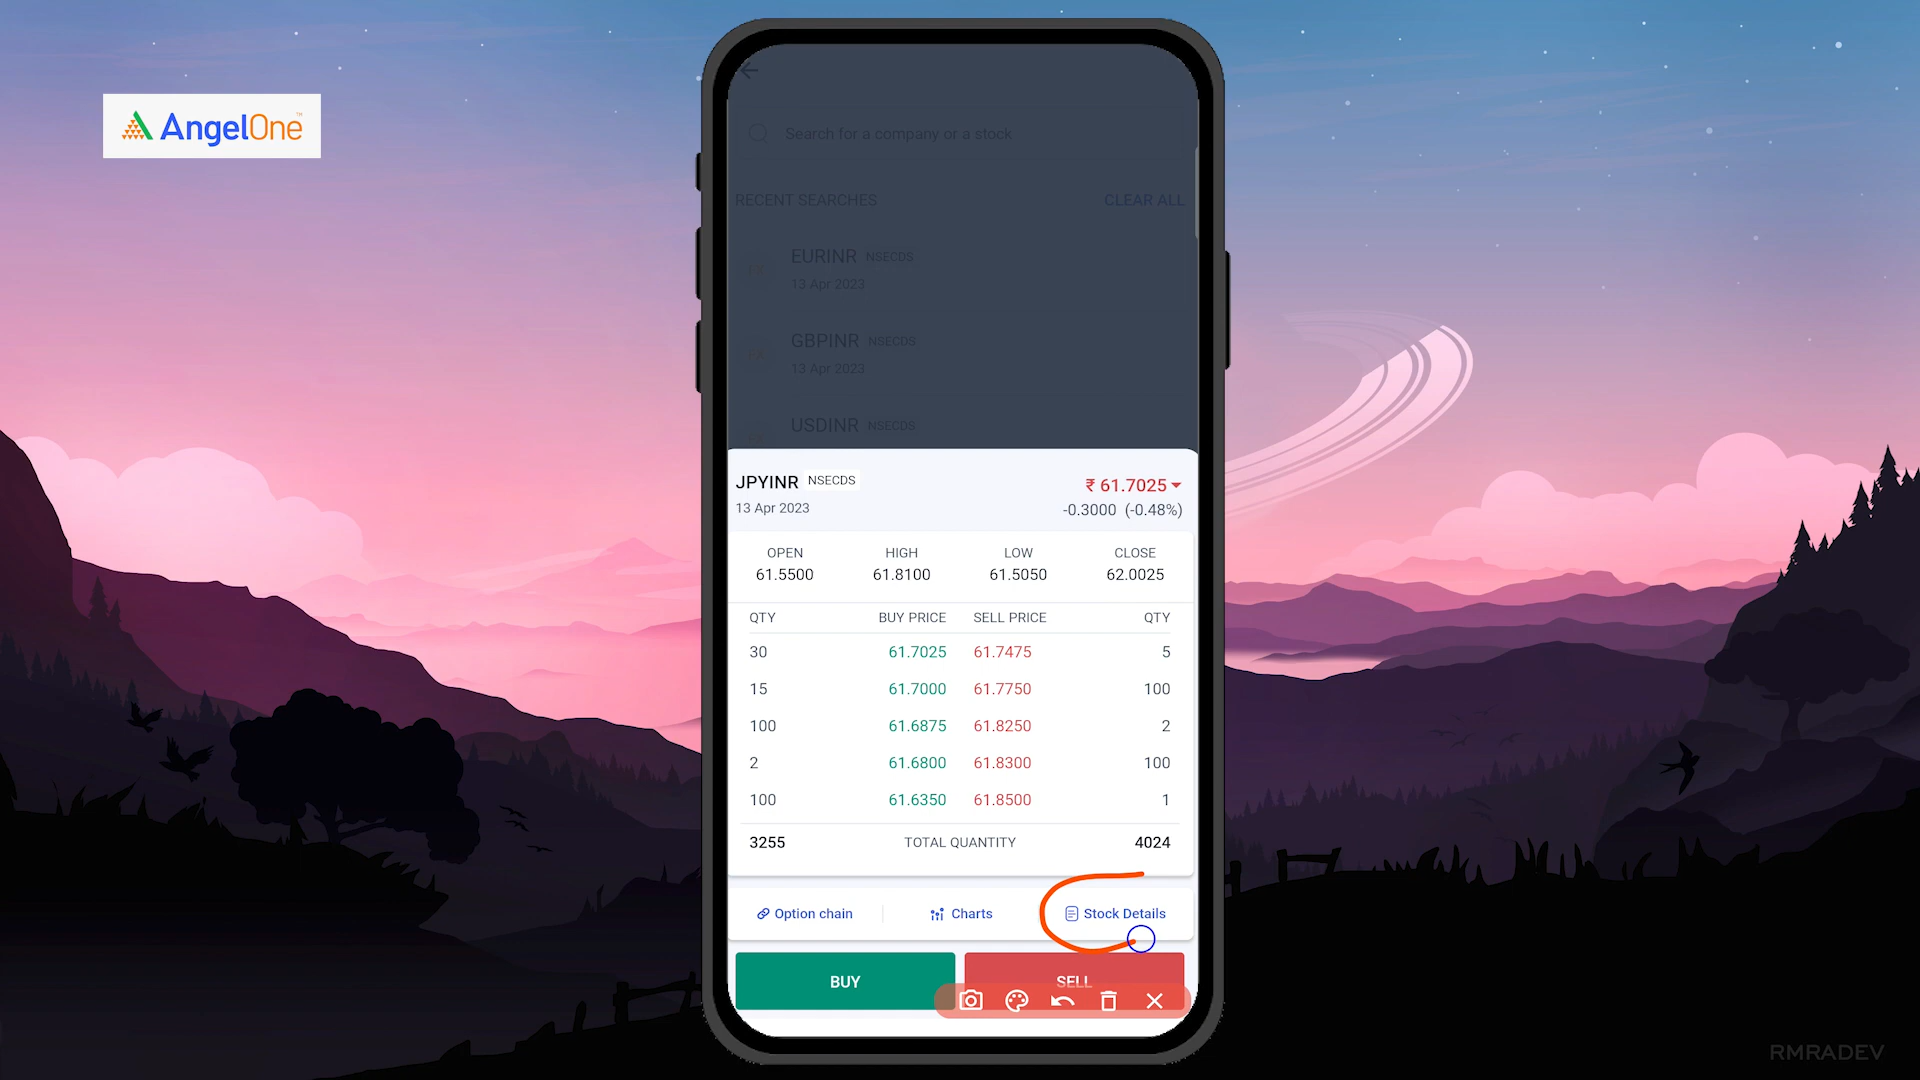 AngelOne
Search for a company or a stock
RECENT SEARCHES CLEAR ALL
EURINR NSECDS
13 Apr 2023
GBPINR NSECDS
13 Apr 2023
USDINR NSECDS
JPYINR NSECDS ₹ 61.7025
13 Apr 2023 -0.3000 (-0.48%)
OPEN HIGH LOW CLOSE
61.5500 61.8100 61.5050 62.0025
QTY BUY PRICE SELL PRICE QTY
30 61.7025 61.7475 5
15 61.7000 61.7750 100
100 61.6875 61.8250 2
2 61.6800 61.8300 100
100 61.6350 61.8500 1
3255 TOTAL QUANTITY 4024
Option chain Charts Stock Details
BUY SELL
RMRADEV